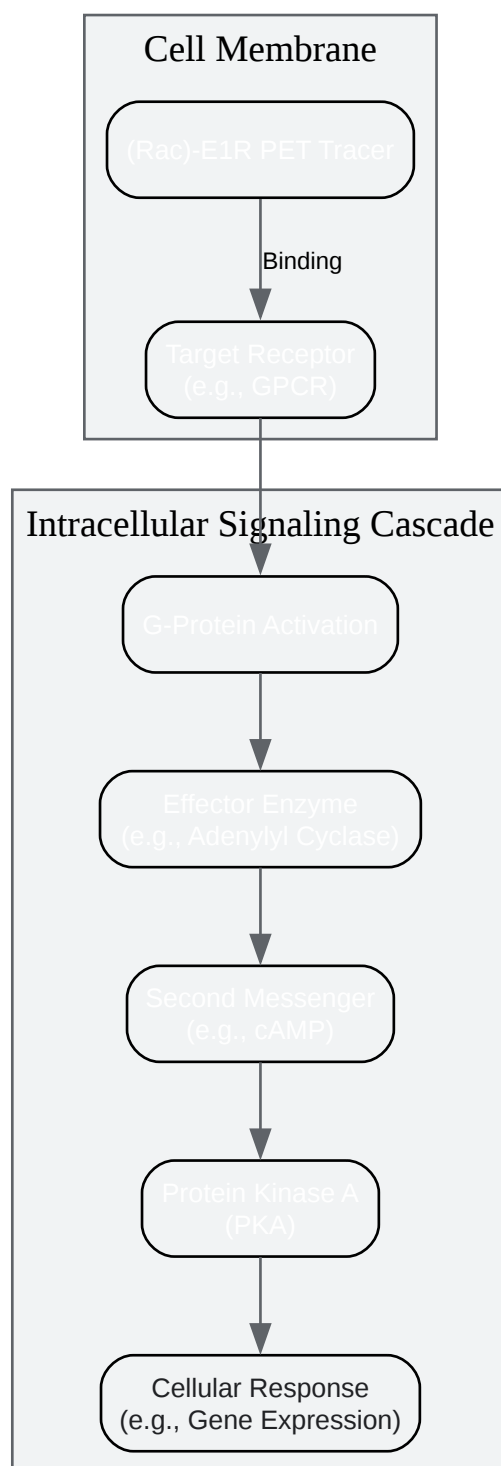 Cell Membrane
(Rac)-E1R PET Tracer
Binding
Target Receptor
(e.g., GPCR)
Intracellular Signaling Cascade
G-Protein Activation
Effector Enzyme
(e.g., Adenylyl Cyclase)
Second Messenger
(e.g., cAMP)
Protein Kinase A
(PKA)
Cellular Response
(e.g., Gene Expression)